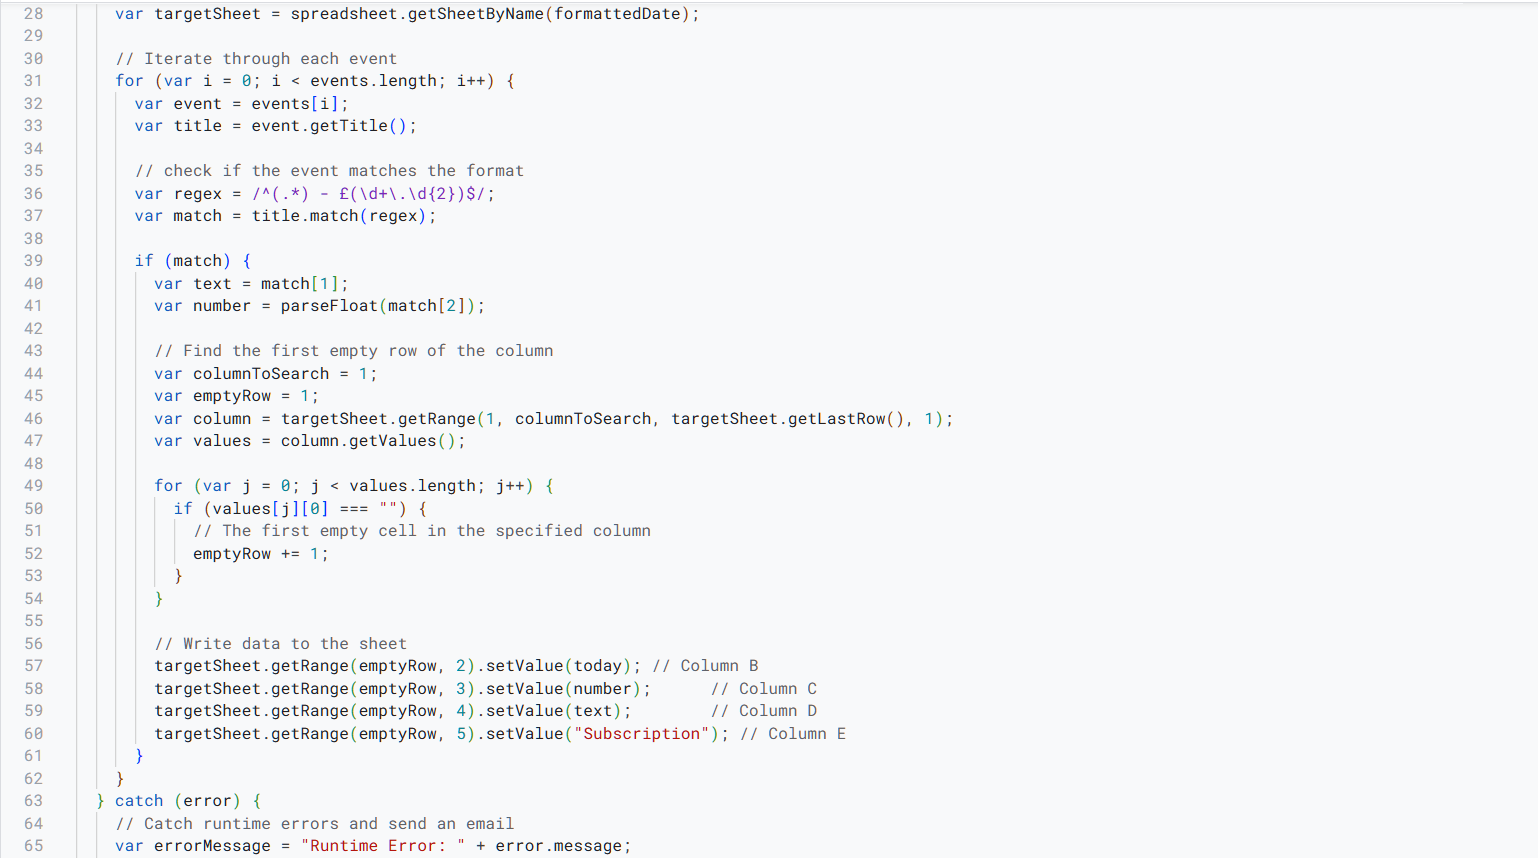 28 var targetSheet = spreadsheet.getSheetByName(formattedDate);
29
30 // Iterate through each event
31 for (var i = 0; i < events.length; i++) {
32 var event = events[i];
33 var title = event.getTitle();
34
35 // check if the event matches the format
36 var regex = /^(.*) - £(\d+\.\d{2})$/;
37 var match = title.match(regex);
38
39 if (match) {
40 var text = match[1];
41 var number = parseFloat(match[2]);
42
43 // Find the first empty row of the column
44 var columnToSearch = 1;
45 var emptyRow = 1;
46 var column = targetSheet.getRange(1, columnToSearch, targetSheet.getLastRow(), 1);
47 var values = column.getValues();
48
49 for (var j = 0; j < values.length; j++) {
50 if (values[j][0] === "") {
51 // The first empty cell in the specified column
52 emptyRow += 1;
53 }
54 }
55
56 // Write data to the sheet
57 targetSheet.getRange(emptyRow, 2).setValue(today); // Column B
58 targetSheet.getRange(emptyRow, 3).setValue(number); // Column C
59 targetSheet.getRange(emptyRow, 4).setValue(text); // Column D
60 targetSheet.getRange(emptyRow, 5).setValue("Subscription"); // Column E
61 }
62 }
63 } catch (error) {
64 // Catch runtime errors and send an email
65 var errorMessage = "Runtime Error: " + error.message;